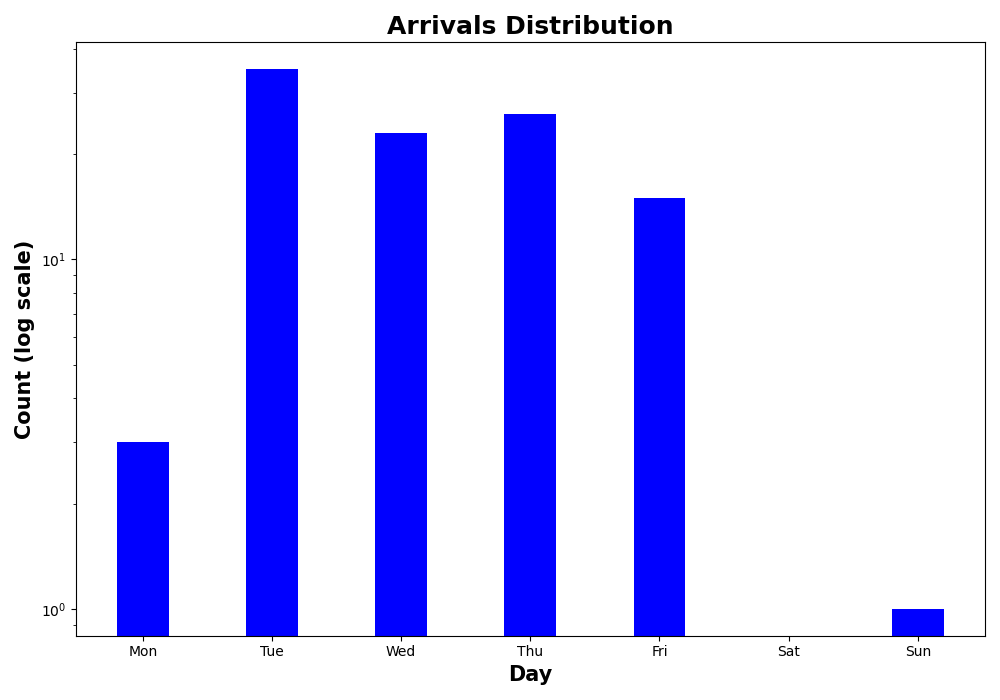 Arrivals Distribution
Count (log scale)
10¹
10⁰
Mon Tue Wed Thu Fri Sat Sun
Day